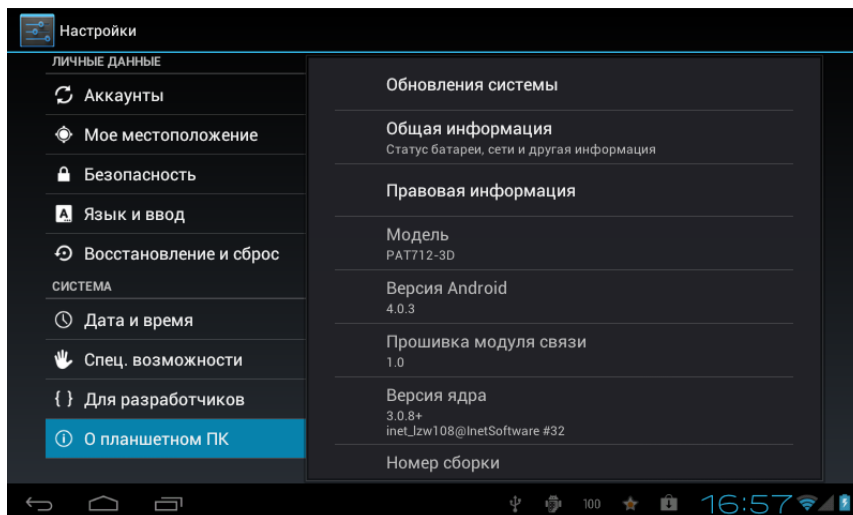 Настройки
ЛИЧНЫЕ ДАННЫЕ
Аккаунты
Мое местоположение
Безопасность
Язык и ввод
Восстановление и сброс
СИСТЕМА
Дата и время
Спец. возможности
Для разработчиков
О планшетном ПК
Обновления системы
Общая информация
Статус батареи, сети и другая информация
Правовая информация
Модель
PAT712-3D
Версия Android
4.0.3
Прошивка модуля связи
1.0
Версия ядра
3.0.8+
inet_lzw108@InetSoftware #32
Номер сборки
100
16:57